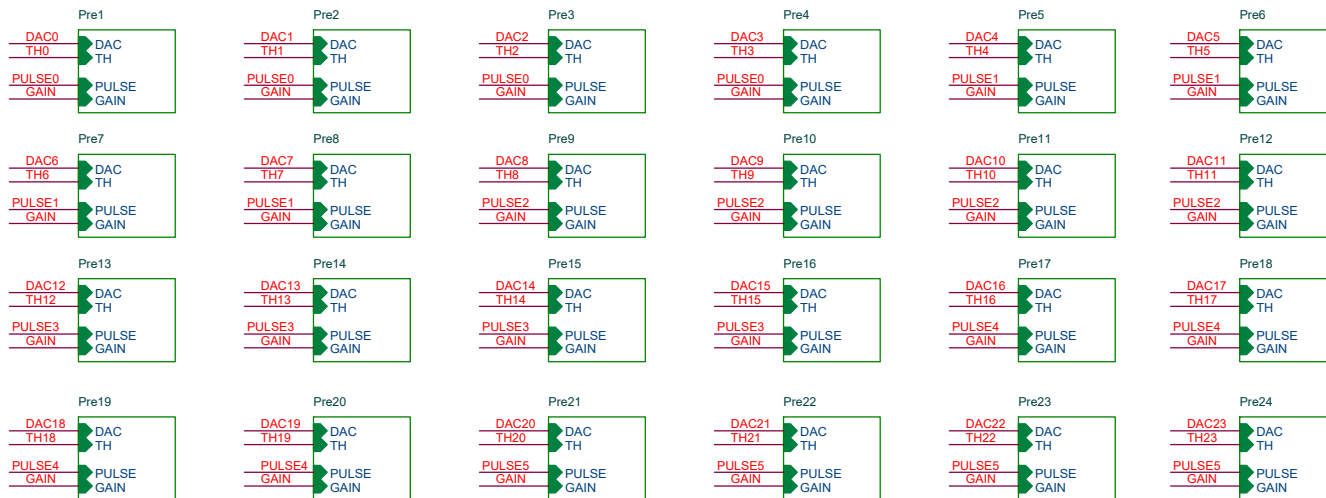 Pre1 Pre2 Pre3 Pre4 Pre5 Pre6
DAC0 DAC DAC1 DAC DAC2 DAC DAC3 DAC DAC4 DAC DAC5 DAC
TH0 TH TH1 TH TH2 TH TH3 TH TH4 TH TH5 TH
PULSE0 PULSE PULSE0 PULSE PULSE0 PULSE PULSE0 PULSE PULSE1 PULSE PULSE1 PULSE
GAIN GAIN GAIN GAIN GAIN GAIN GAIN GAIN GAIN GAIN GAIN GAIN
Pre7 Pre8 Pre9 Pre10 Pre11 Pre12
DAC6 DAC DAC7 DAC DAC8 DAC DAC9 DAC DAC10 DAC DAC11 DAC
TH6 TH TH7 TH TH8 TH TH9 TH TH10 TH TH11 TH
PULSE1 PULSE PULSE1 PULSE PULSE2 PULSE PULSE2 PULSE PULSE2 PULSE PULSE2 PULSE
GAIN GAIN GAIN GAIN GAIN GAIN GAIN GAIN GAIN GAIN GAIN GAIN
Pre13 Pre14 Pre15 Pre16 Pre17 Pre18
DAC12 DAC DAC13 DAC DAC14 DAC DAC15 DAC DAC16 DAC DAC17 DAC
TH12 TH TH13 TH TH14 TH TH15 TH TH16 TH TH17 TH
PULSE3 PULSE PULSE3 PULSE PULSE3 PULSE PULSE3 PULSE PULSE4 PULSE PULSE4 PULSE
GAIN GAIN GAIN GAIN GAIN GAIN GAIN GAIN GAIN GAIN GAIN GAIN
Pre19 Pre20 Pre21 Pre22 Pre23 Pre24
DAC18 DAC DAC19 DAC DAC20 DAC DAC21 DAC DAC22 DAC DAC23 DAC
TH18 TH TH19 TH TH20 TH TH21 TH TH22 TH TH23 TH
PULSE4 PULSE PULSE4 PULSE PULSE5 PULSE PULSE5 PULSE PULSE5 PULSE PULSE5 PULSE
GAIN GAIN GAIN GAIN GAIN GAIN GAIN GAIN GAIN GAIN GAIN GAIN